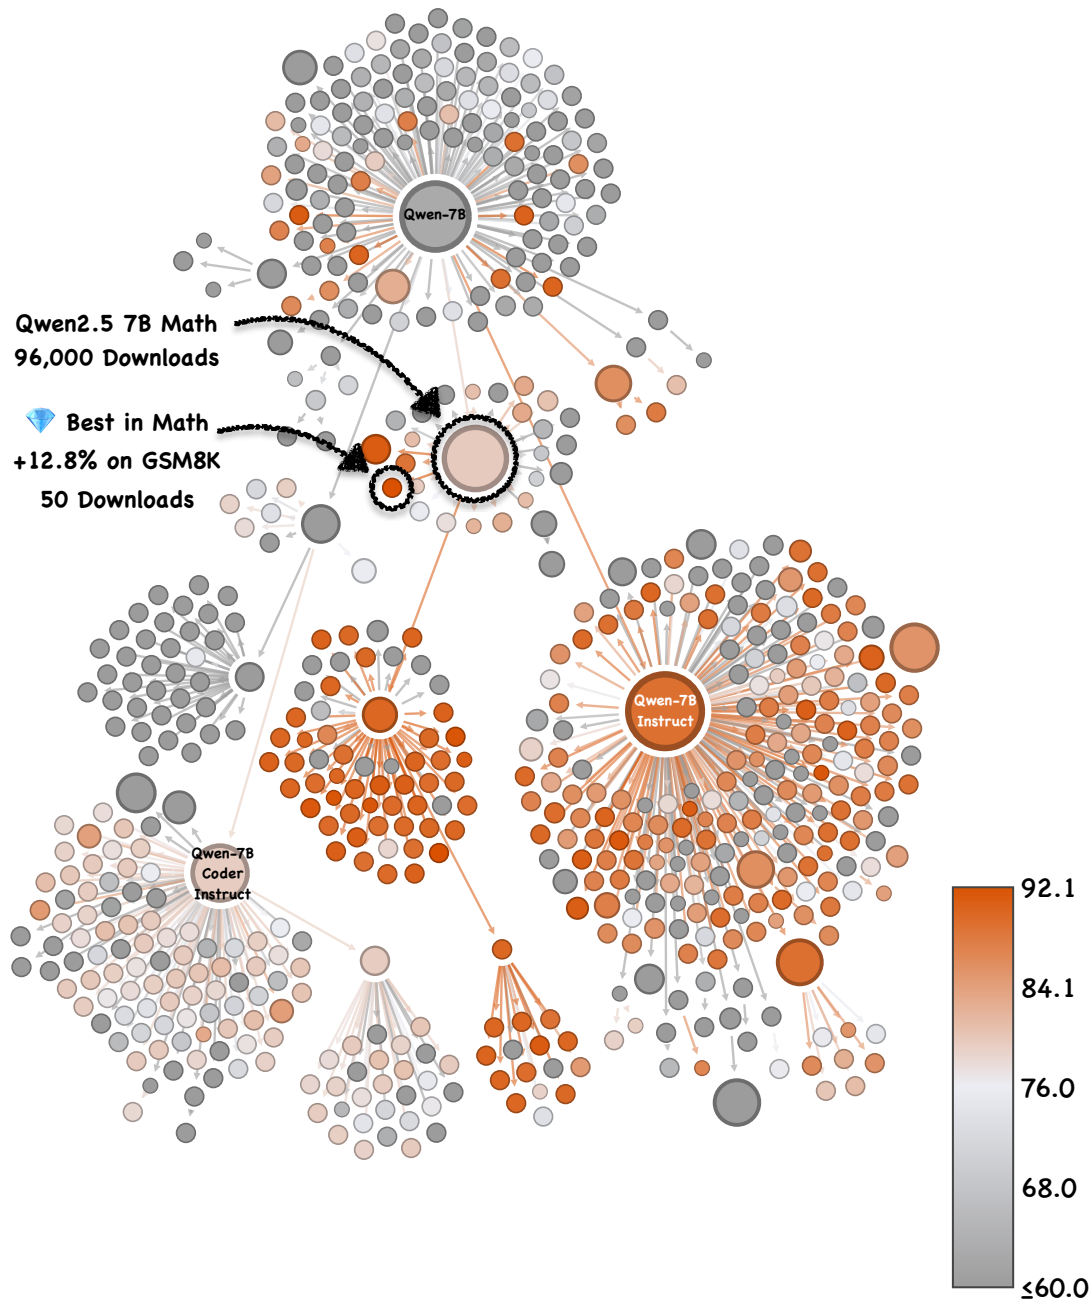 Qwen-7B
Qwen2.5 7B Math
96,000 Downloads
💎 Best in Math
+12.8% on GSM8K
50 Downloads
Qwen-7B
Instruct
Qwen-7B
Coder
Instruct
92.1
84.1
76.0
68.0
≤60.0